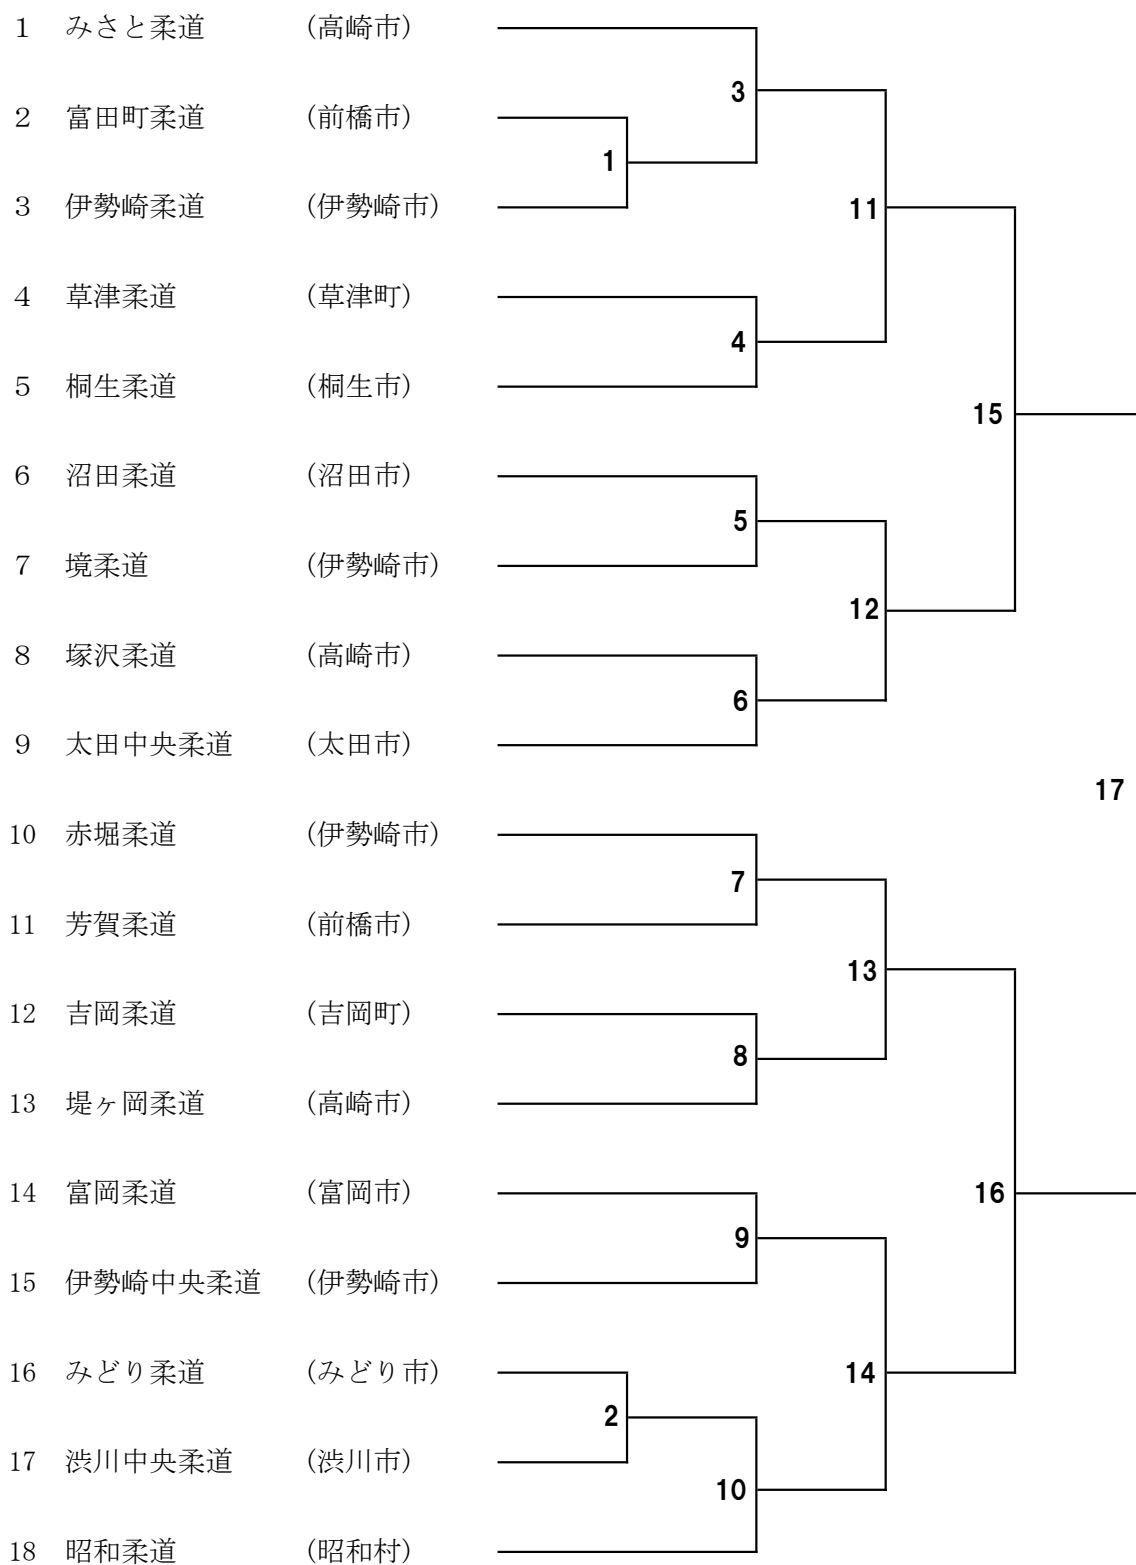 1 みさと柔道 (高崎市)
3
2 富田町柔道 (前橋市)
1
3 伊勢崎柔道 (伊勢崎市)
11
4 草津柔道 (草津町)
4
5 桐生柔道 (桐生市)
15
6 沼田柔道 (沼田市)
5
7 境柔道 (伊勢崎市)
12
8 塚沢柔道 (高崎市)
6
9 太田中央柔道 (太田市)
17
10 赤堀柔道 (伊勢崎市)
7
11 芳賀柔道 (前橋市)
13
12 吉岡柔道 (吉岡町)
8
13 堤ヶ岡柔道 (高崎市)
14 富岡柔道 (富岡市)
16
9
15 伊勢崎中央柔道 (伊勢崎市)
16 みどり柔道 (みどり市)
14
2
17 渋川中央柔道 (渋川市)
10
18 昭和柔道 (昭和村)